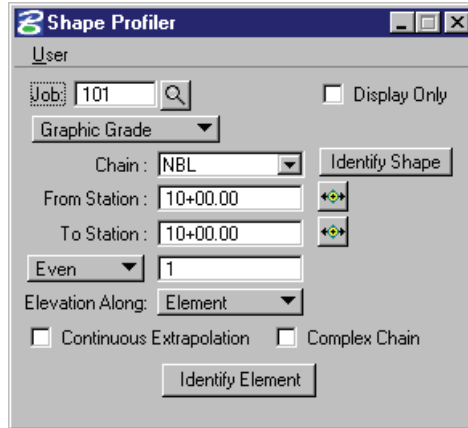 Shape Profiler
User
Job: 101 Display Only
Graphic Grade
Chain : NBL Identify Shape
From Station : 10+00.00
To Station : 10+00.00
Even 1
Elevation Along: Element
Continuous Extrapolation Complex Chain
Identify Element